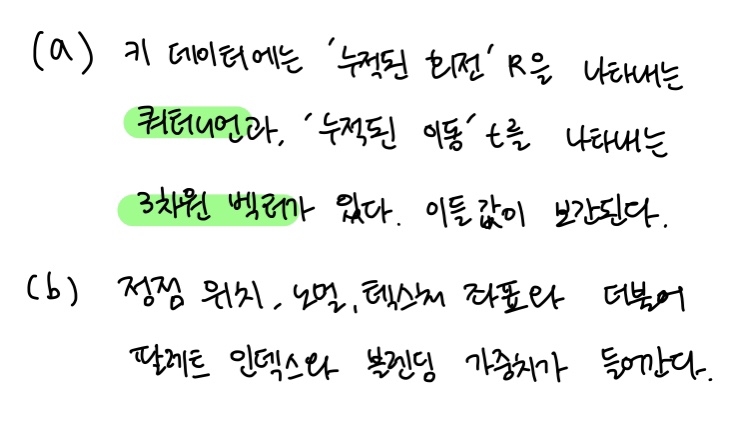 (a) 키 데이터에는 '누적된 회전' R을 나타내는
쿼터니언과, '누적된 이동' t를 나타내는
3차원 벡터가 있다. 이들 값이 보간된다.
(b) 정점 위치, 노멀, 텍스처 좌표와 더불어
팔레트 인덱스와 블렌딩 가중치가 들어간다.